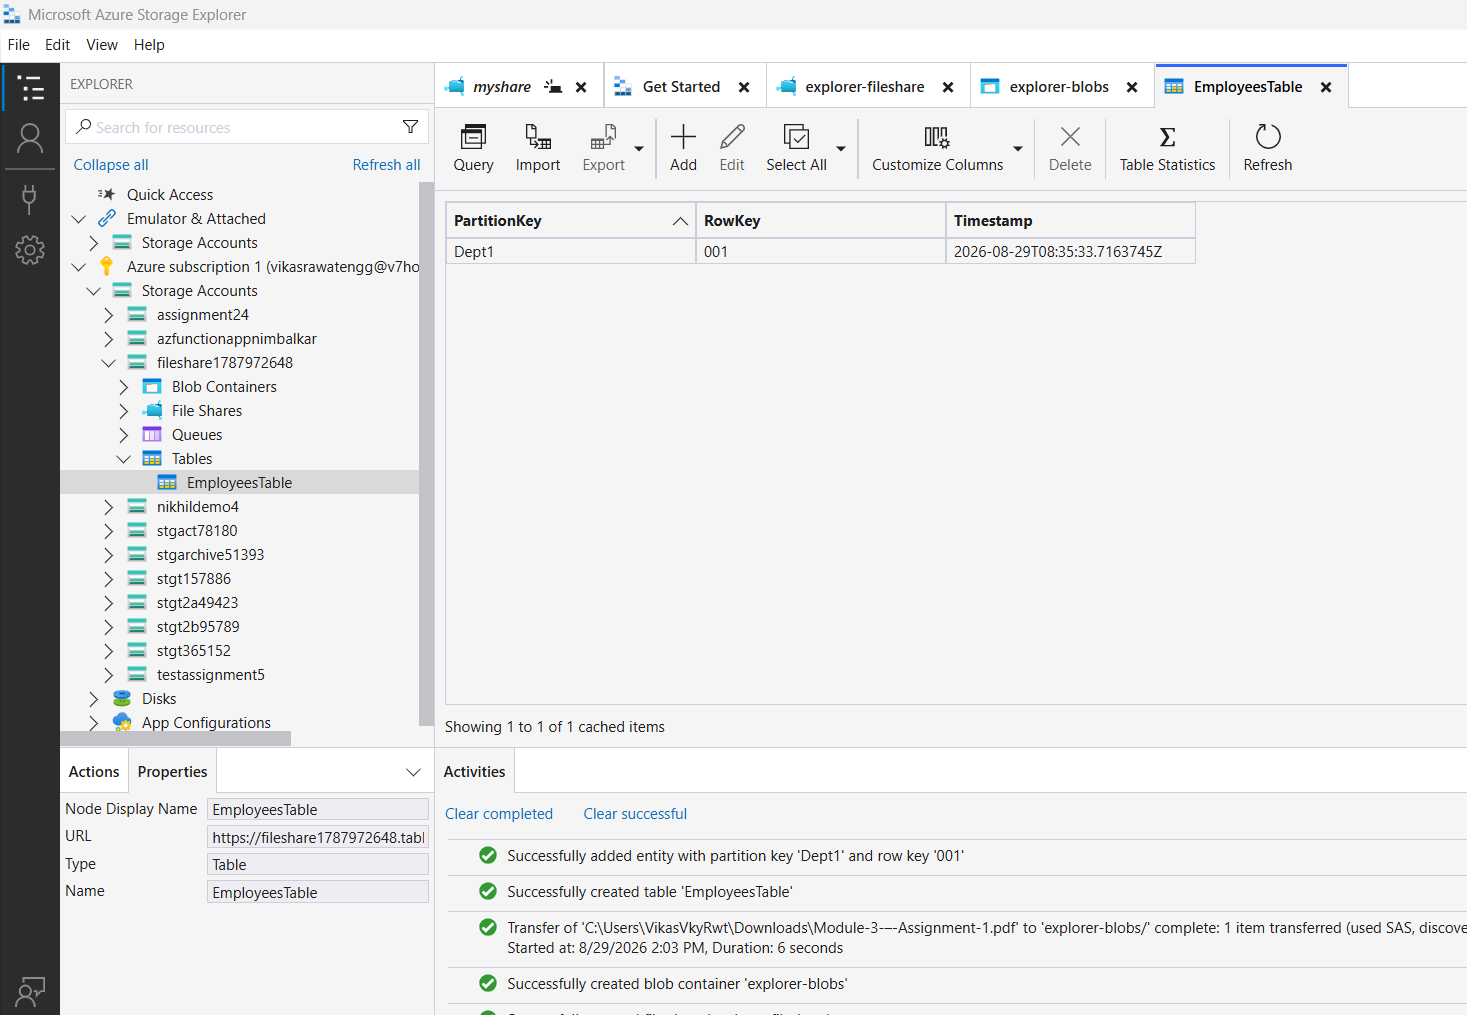 Microsoft Azure Storage Explorer
File Edit View Help
EXPLORER
Search for resources
Collapse all Refresh all
Quick Access
Emulator & Attached
Storage Accounts
Azure subscription 1 (vikasrawatengg@v7ho
Storage Accounts
assignment24
azfunctionappnimbalkar
fileshare1787972648
Blob Containers
File Shares
Queues
Tables
EmployeesTable
nikhildemo4
stgact78180
stgarchive51393
stgt157886
stgt2a49423
stgt2b95789
stgt365152
testassignment5
Disks
App Configurations
Actions Properties
Node Display Name EmployeesTable
URL https://fileshare1787972648.tabl
Type Table
Name EmployeesTable
myshare Get Started explorer-fileshare explorer-blobs EmployeesTable
Query Import Export Add Edit Select All Customize Columns Delete Table Statistics Refresh
PartitionKey RowKey Timestamp
Dept1 001 2026-08-29T08:35:33.7163745Z
Showing 1 to 1 of 1 cached items
Activities
Clear completed Clear successful
Successfully added entity with partition key 'Dept1' and row key '001'
Successfully created table 'EmployeesTable'
Transfer of 'C:\Users\VikasVkyRwt\Downloads\Module-3-–-Assignment-1.pdf' to 'explorer-blobs/' complete: 1 item transferred (used SAS, discove
Started at: 8/29/2026 2:03 PM, Duration: 6 seconds
Successfully created blob container 'explorer-blobs'